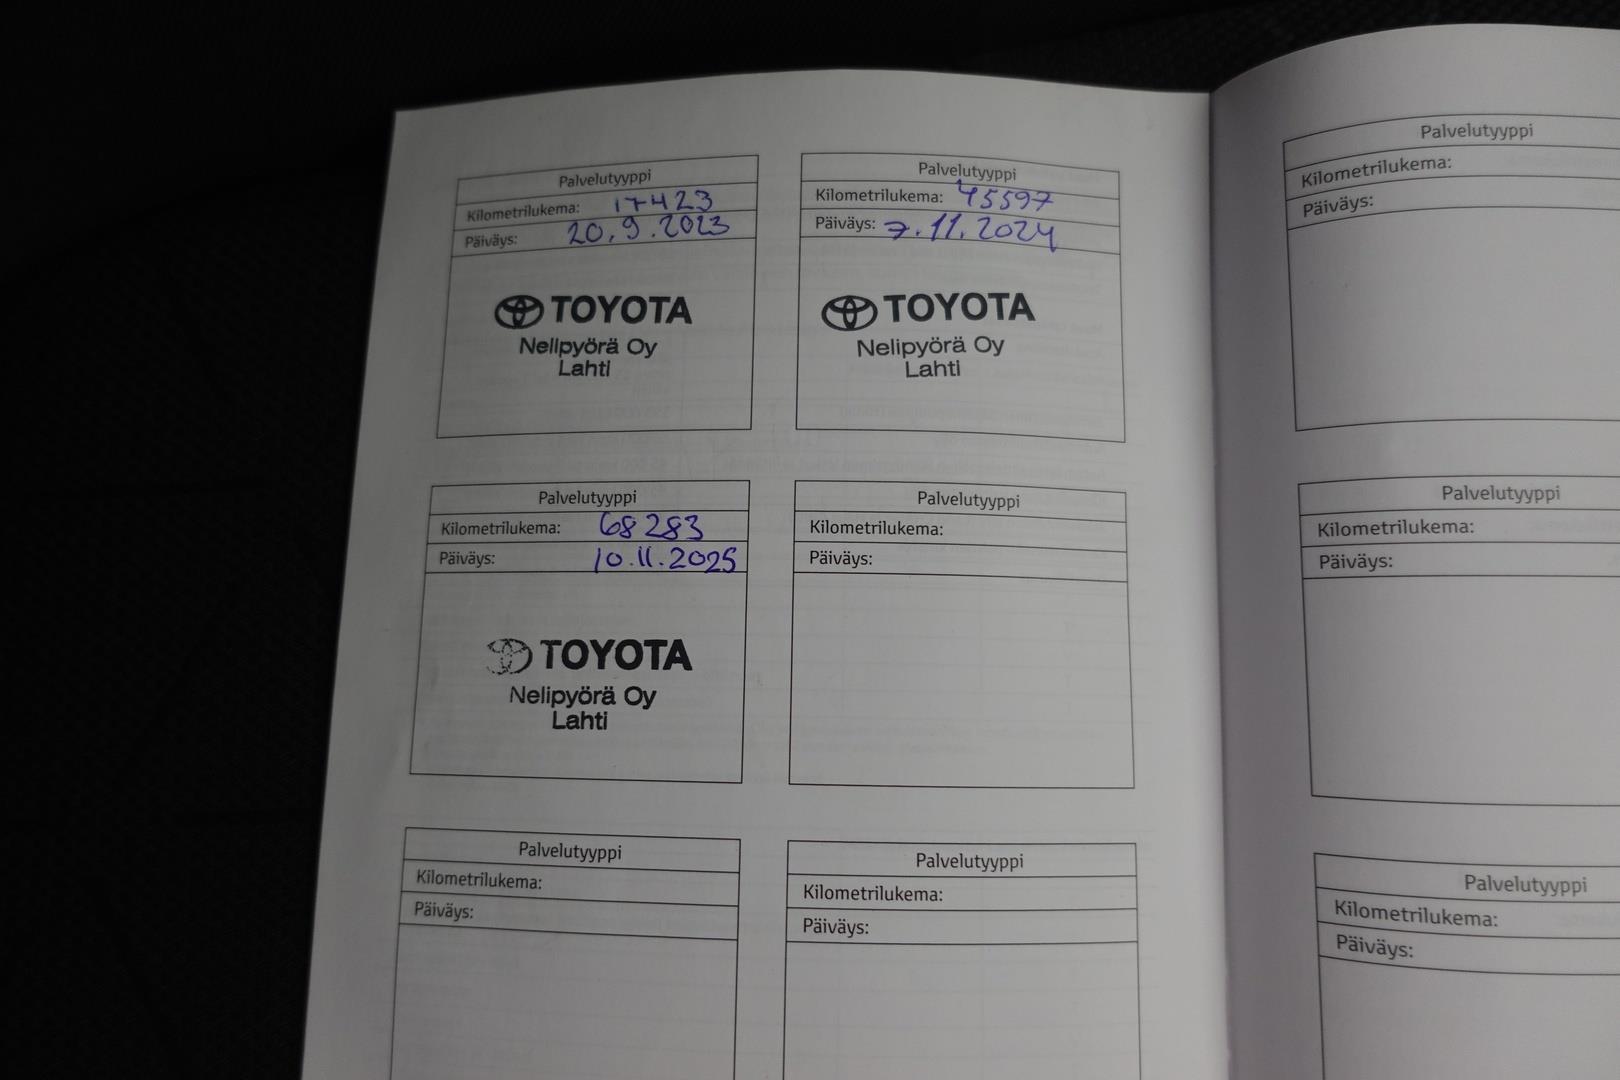 Palvelutyyppi
Kilometrilukema: 17423
Päiväys: 20.9.2023
TOYOTA
Nelipyörä Oy
Lahti
Palvelutyyppi
Kilometrilukema: 45597
Päiväys: 7.11.2024
TOYOTA
Nelipyörä Oy
Lahti
Palvelutyyppi
Kilometrilukema: 68283
Päiväys: 10.11.2025
TOYOTA
Nelipyörä Oy
Lahti
Palvelutyyppi
Kilometrilukema:
Päiväys:
Palvelutyyppi
Kilometrilukema:
Päiväys:
Palvelutyyppi
Kilometrilukema:
Päiväys:
Palvelutyyppi
Kilometrilukema:
Päiväys:
Palvelutyyppi
Kilometrilukema:
Päiväys:
Palvelutyyppi
Kilometrilukema:
Päiväys: